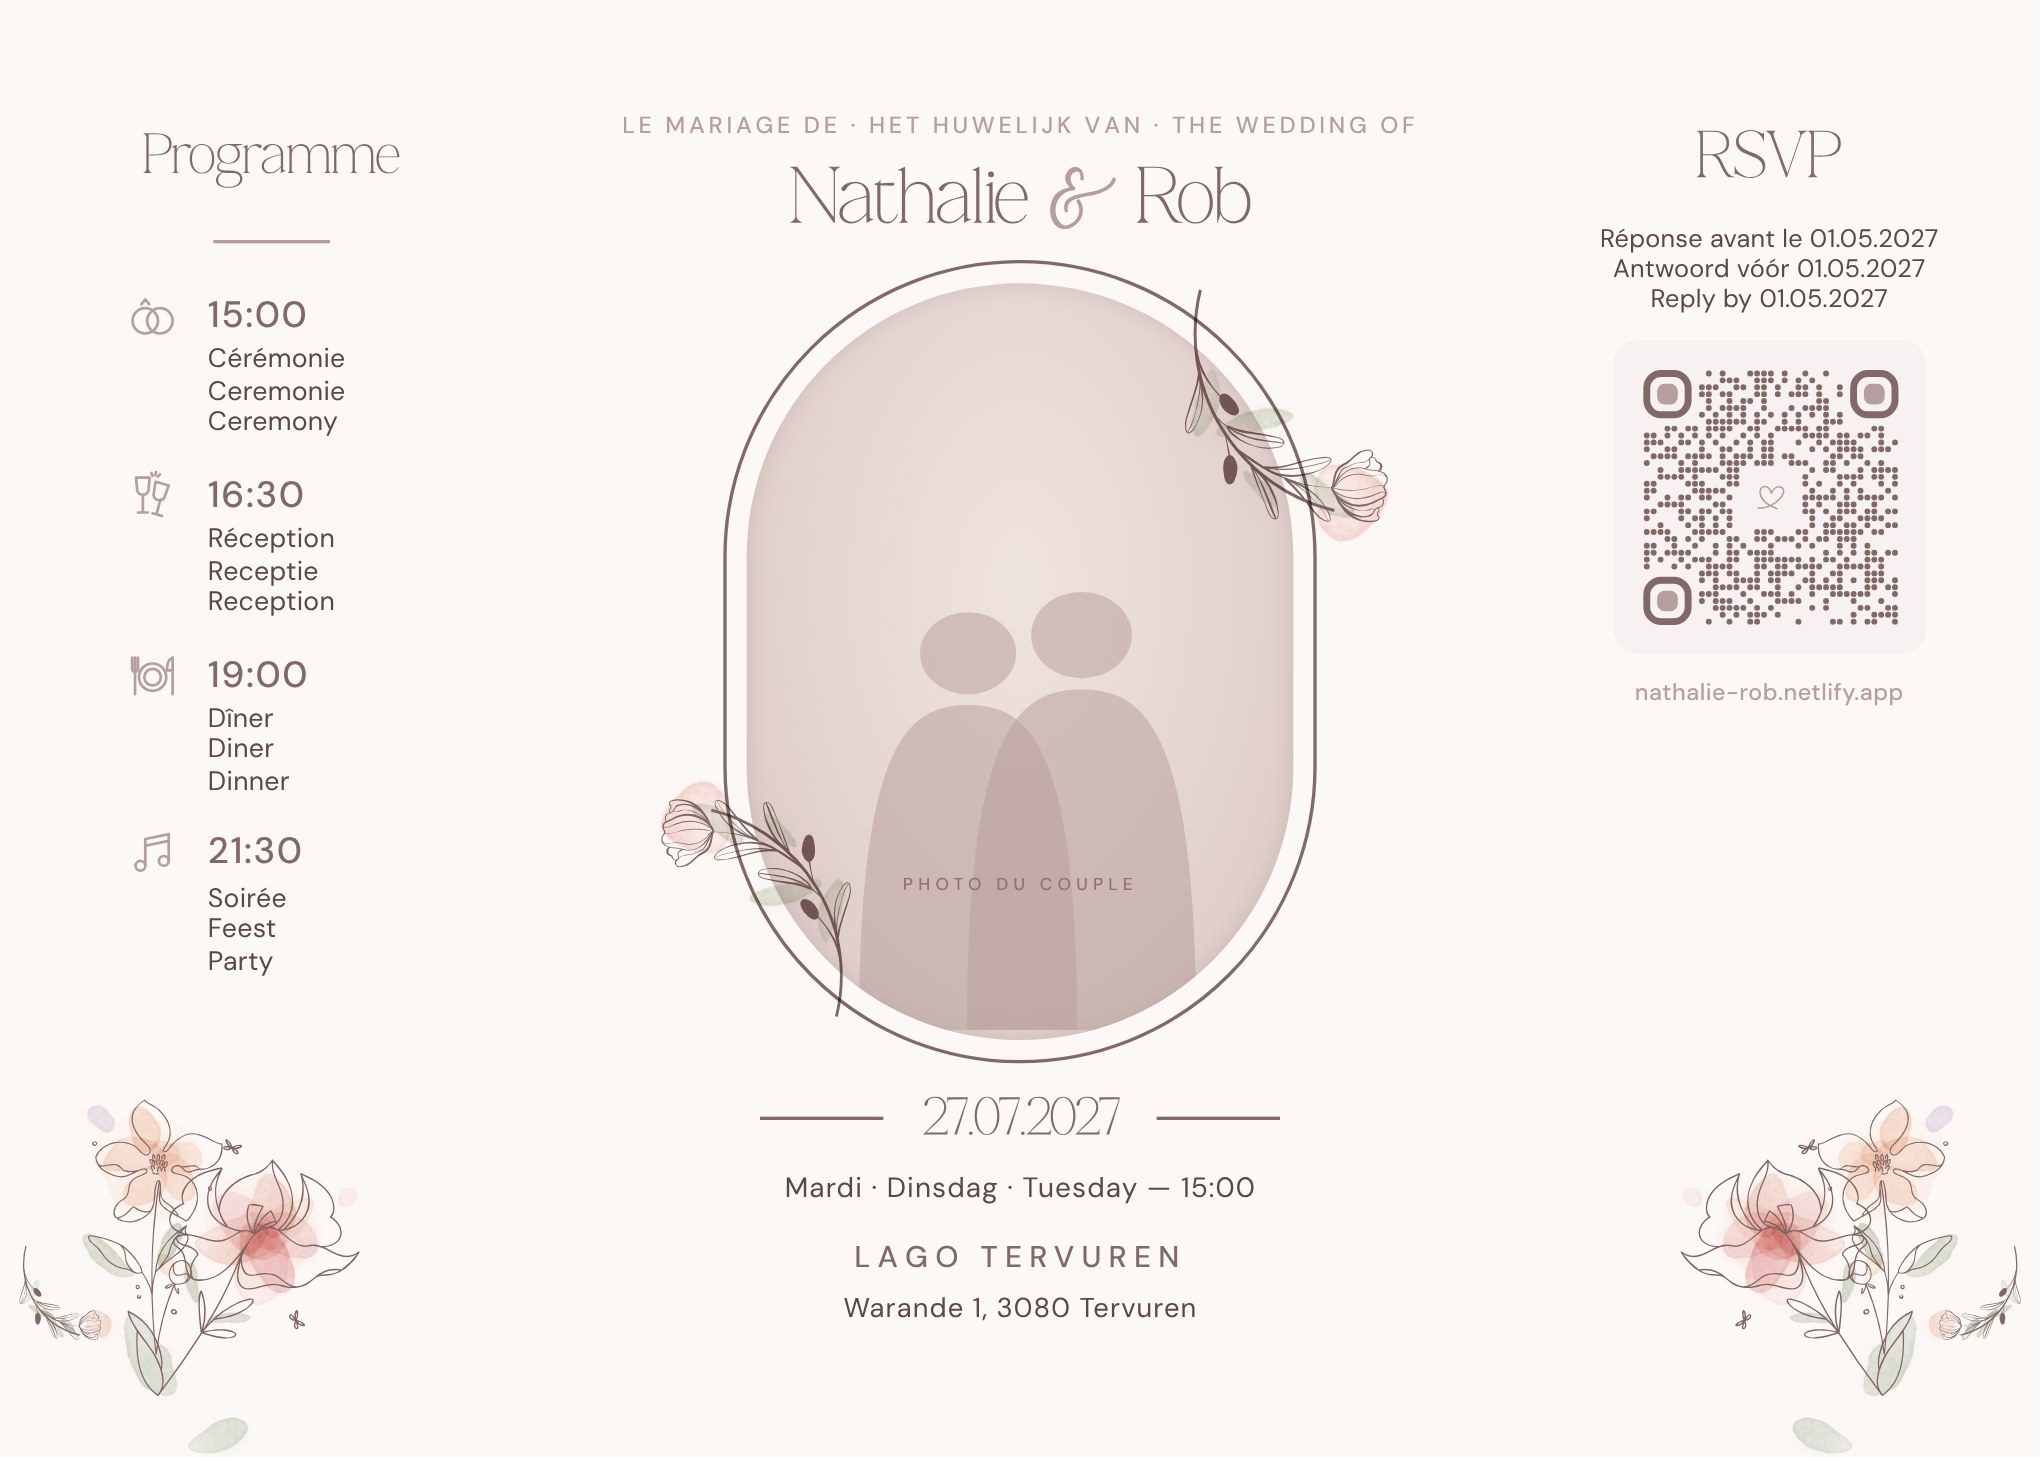 Programme
15:00
Cérémonie
Ceremonie
Ceremony
16:30
Réception
Receptie
Reception
19:00
Dîner
Diner
Dinner
21:30
Soirée
Feest
Party
LE MARIAGE DE · HET HUWELIJK VAN · THE WEDDING OF
Nathalie & Rob
PHOTO DU COUPLE
27.07.2027
Mardi · Dinsdag · Tuesday — 15:00
LAGO TERVUREN
Warande 1, 3080 Tervuren
RSVP
Réponse avant le 01.05.2027
Antwoord vóór 01.05.2027
Reply by 01.05.2027
nathalie-rob.netlify.app